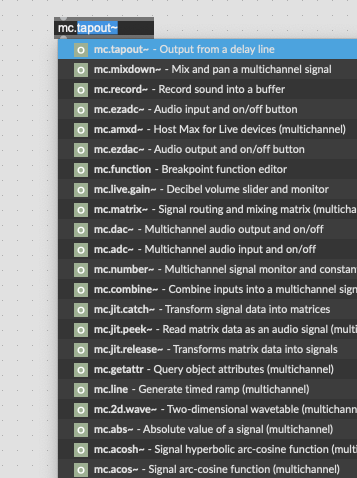 mc.tapout~
mc.tapout~ - Output from a delay line
mc.mixdown~ - Mix and pan a multichannel signal
mc.record~ - Record sound into a buffer
mc.ezadc~ - Audio input and on/off button
mc.amxd~ - Host Max for Live devices (multichannel)
mc.ezdac~ - Audio output and on/off button
mc.function - Breakpoint function editor
mc.live.gain~ - Decibel volume slider and monitor
mc.matrix~ - Signal routing and mixing matrix (multicha
mc.dac~ - Multichannel audio output and on/off
mc.adc~ - Multichannel audio input and on/off
mc.number~ - Multichannel signal monitor and constan
mc.combine~ - Combine inputs into a multichannel sign
mc.jit.catch~ - Transform signal data into matrices
mc.jit.peek~ - Read matrix data as an audio signal (multi
mc.jit.release~ - Transforms matrix data into signals
mc.getattr - Query object attributes (multichannel)
mc.line - Generate timed ramp (multichannel)
mc.2d.wave~ - Two-dimensional wavetable (multichann
mc.abs~ - Absolute value of a signal (multichannel)
mc.acosh~ - Signal hyperbolic arc-cosine function (multi
mc.acos~ - Signal arc-cosine function (multichannel)